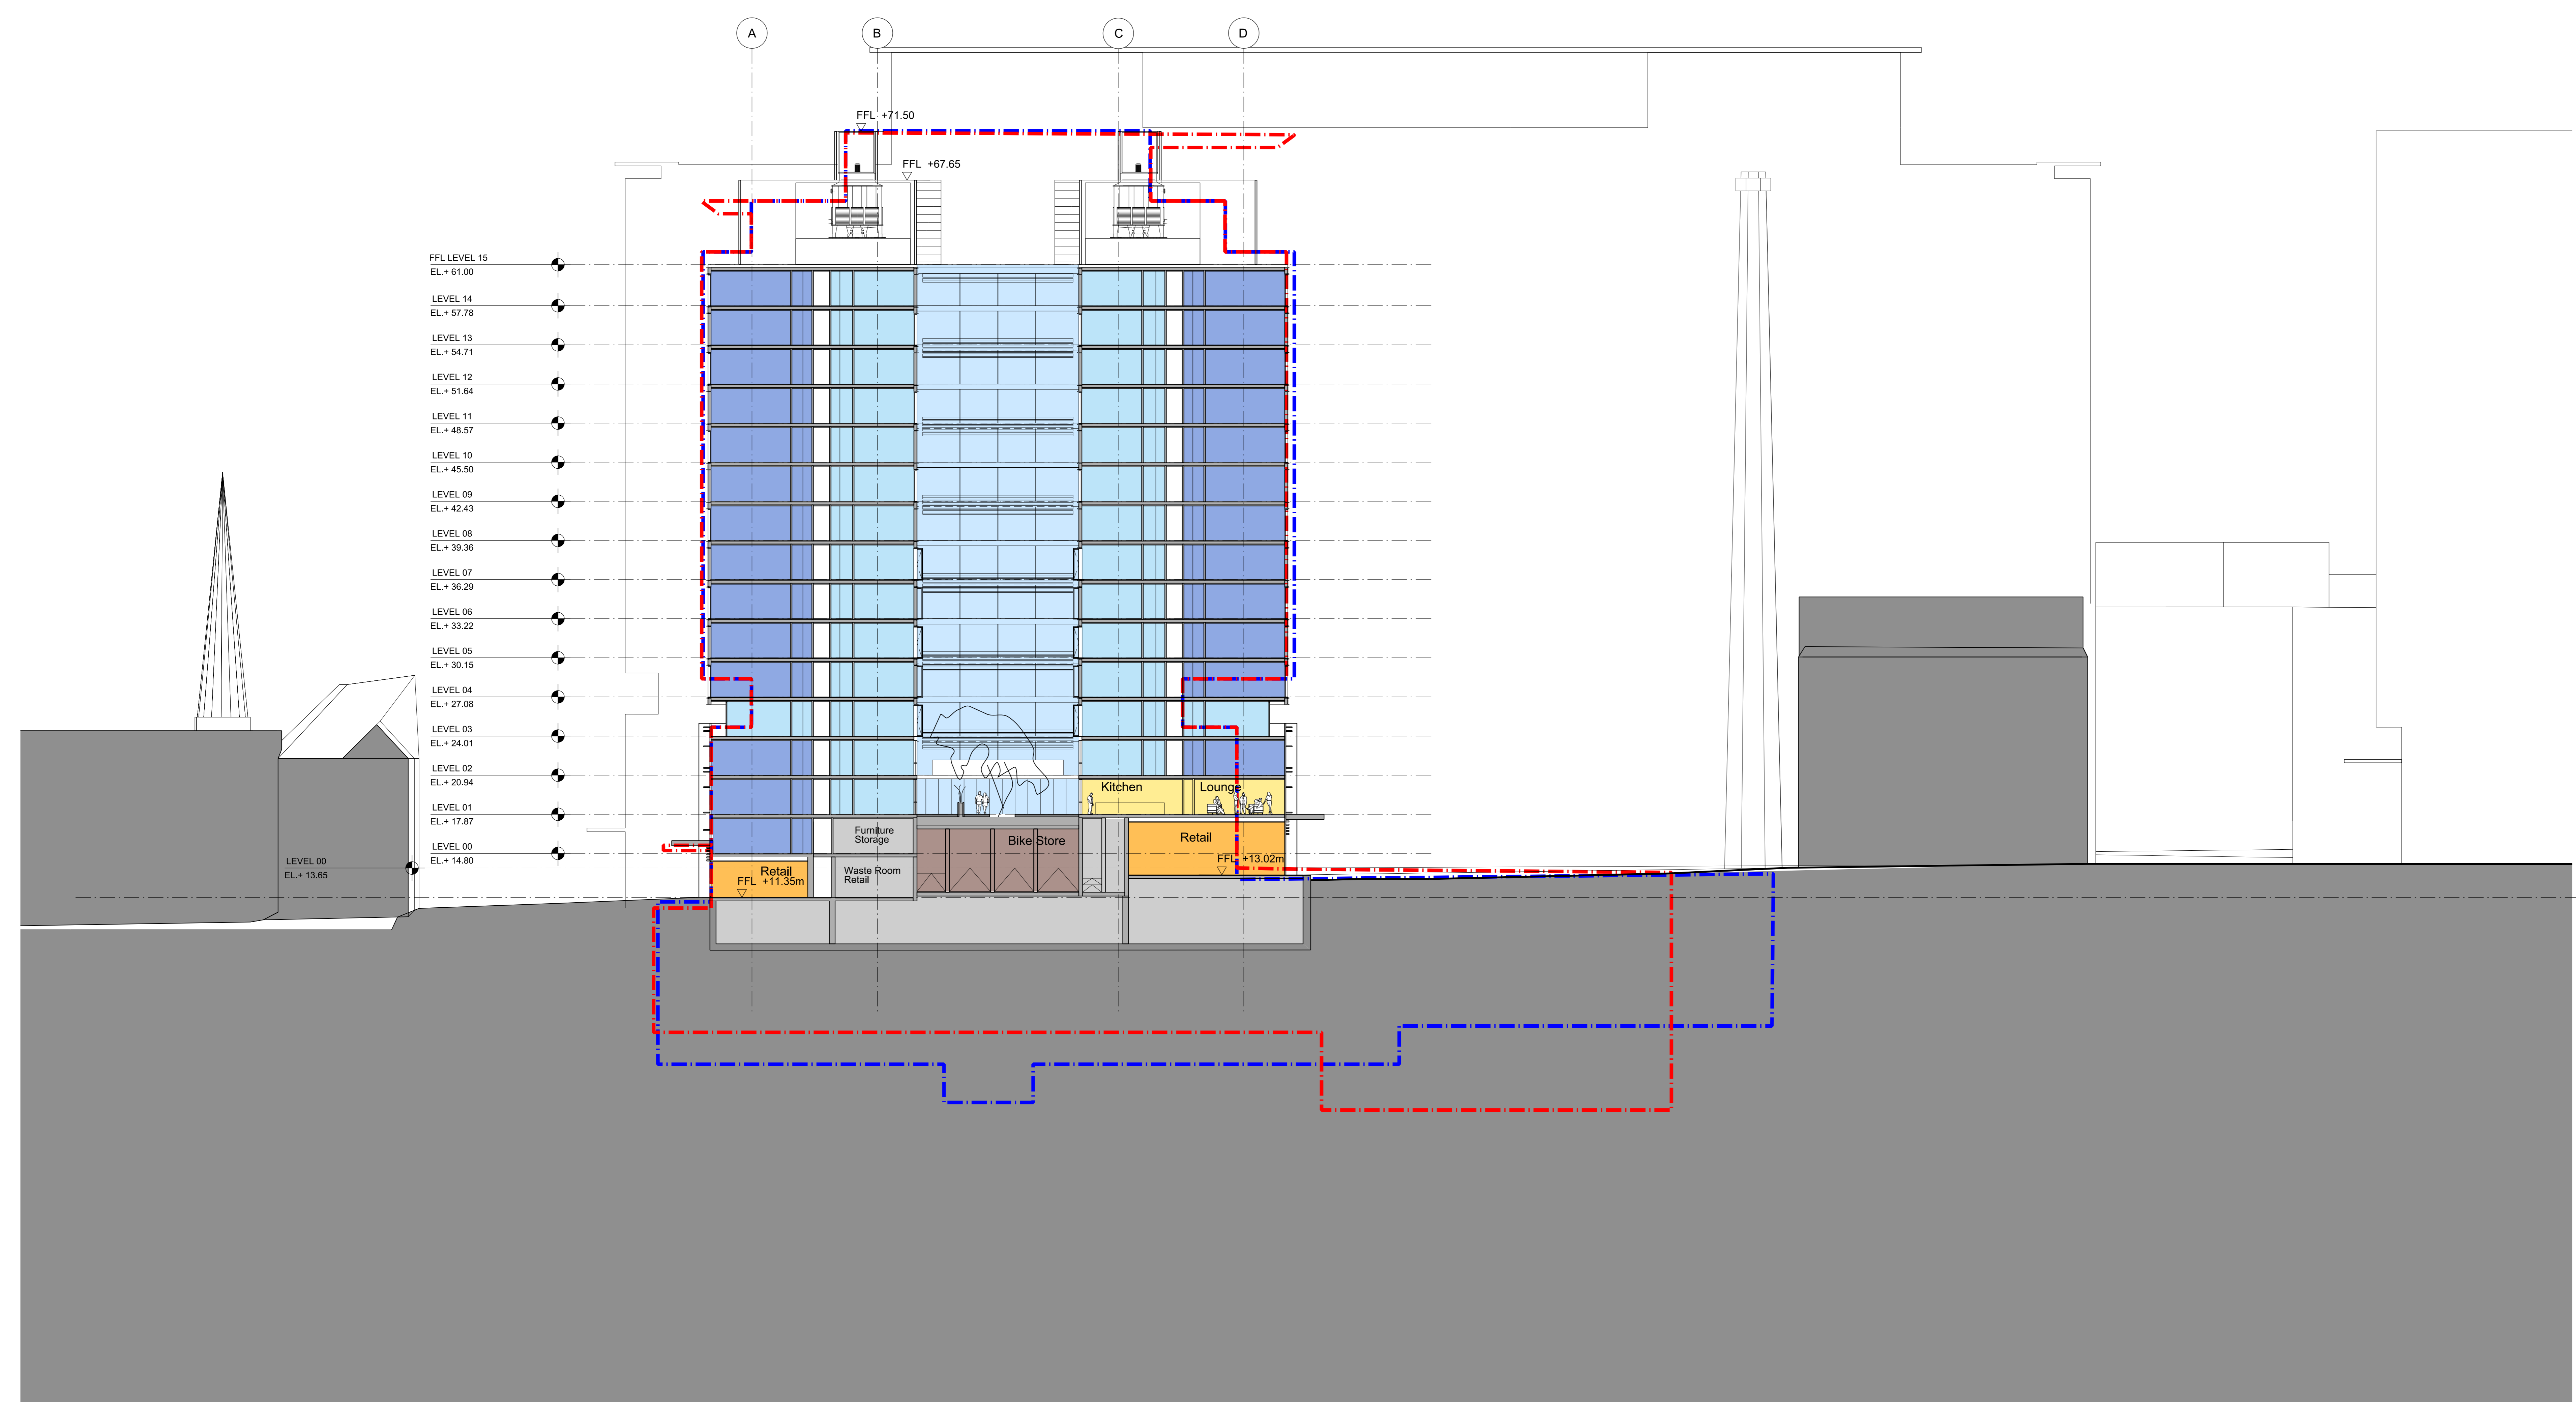 A
B
C
D
FFL +71.50
FFL +67.65
FFL LEVEL 15
EL.+ 61.00
LEVEL 14
EL.+ 57.78
LEVEL 13
EL.+ 54.71
LEVEL 12
EL.+ 51.64
LEVEL 11
EL.+ 48.57
LEVEL 10
EL.+ 45.50
LEVEL 09
EL.+ 42.43
LEVEL 08
EL.+ 39.36
LEVEL 07
EL.+ 36.29
LEVEL 06
EL.+ 33.22
LEVEL 05
EL.+ 30.15
LEVEL 04
EL.+ 27.08
LEVEL 03
EL.+ 24.01
LEVEL 02
EL.+ 20.94
LEVEL 01
EL.+ 17.87
LEVEL 00
EL.+ 14.80
LEVEL 00
EL.+ 13.65
Kitchen
Lounge
Furniture
Storage
Bike Store
Retail
FFL +13.02m
Retail
FFL +11.35m
Waste Room
Retail